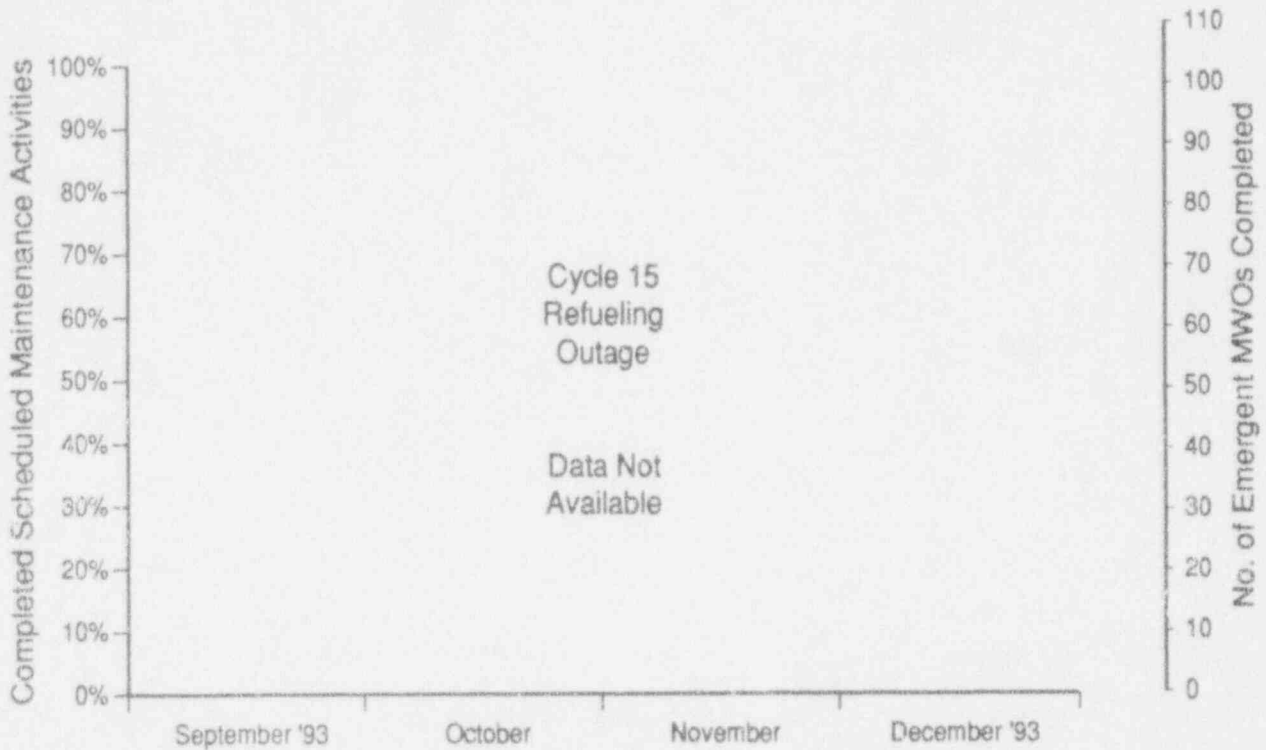 Completed Scheduled Maintenance Activities
100%
90%
80%
70%
60%
50%
40%
30%
20%
10%
0%
Cycle 15
Refueling
Outage
Data Not
Available
September '93
October
November
December '93
110
100
90
80
70
60
50
40
30
20
10
0
No. of Emergent MWOs Completed